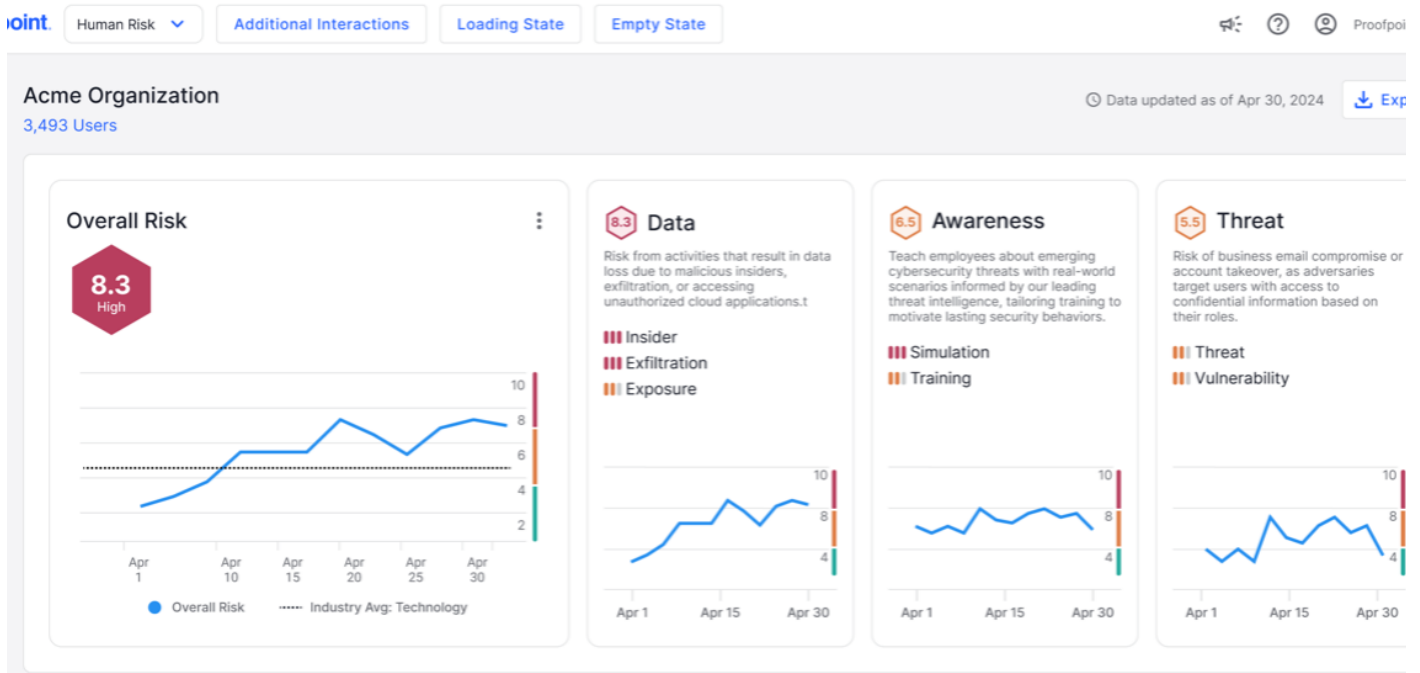 oint.
Human Risk
Additional Interactions
Loading State
Empty State
Proofpoi
Acme Organization
3,493 Users
Data updated as of Apr 30, 2024
Exp
Overall Risk
8.3
High
10
8
6
4
2
Apr 1
Apr 10
Apr 15
Apr 20
Apr 25
Apr 30
Overall Risk
Industry Avg: Technology
8.3 Data
Risk from activities that result in data
loss due to malicious insiders,
exfiltration, or accessing
unauthorized cloud applications.t
Insider
Exfiltration
Exposure
10
8
4
Apr 1
Apr 15
Apr 30
6.5 Awareness
Teach employees about emerging
cybersecurity threats with real-world
scenarios informed by our leading
threat intelligence, tailoring training to
motivate lasting security behaviors.
Simulation
Training
10
8
4
Apr 1
Apr 15
Apr 30
5.5 Threat
Risk of business email compromise or
account takeover, as adversaries
target users with access to
confidential information based on
their roles.
Threat
Vulnerability
10
8
4
Apr 1
Apr 15
Apr 30